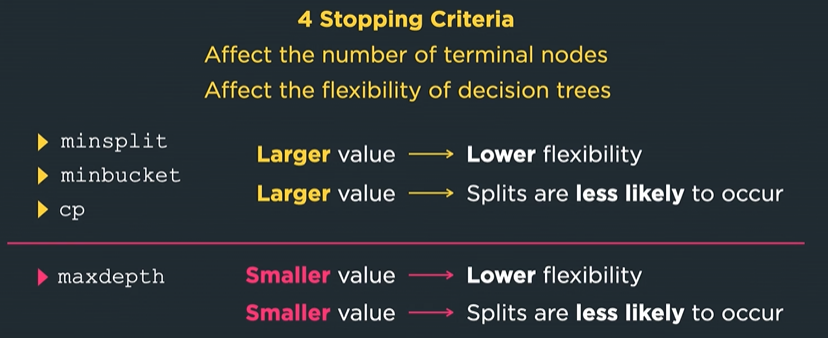 4 Stopping Criteria
Affect the number of terminal nodes
Affect the flexibility of decision trees
minsplit
minbucket
cp
Larger value → Lower flexibility
Larger value → Splits are less likely to occur
maxdepth
Smaller value → Lower flexibility
Smaller value → Splits are less likely to occur